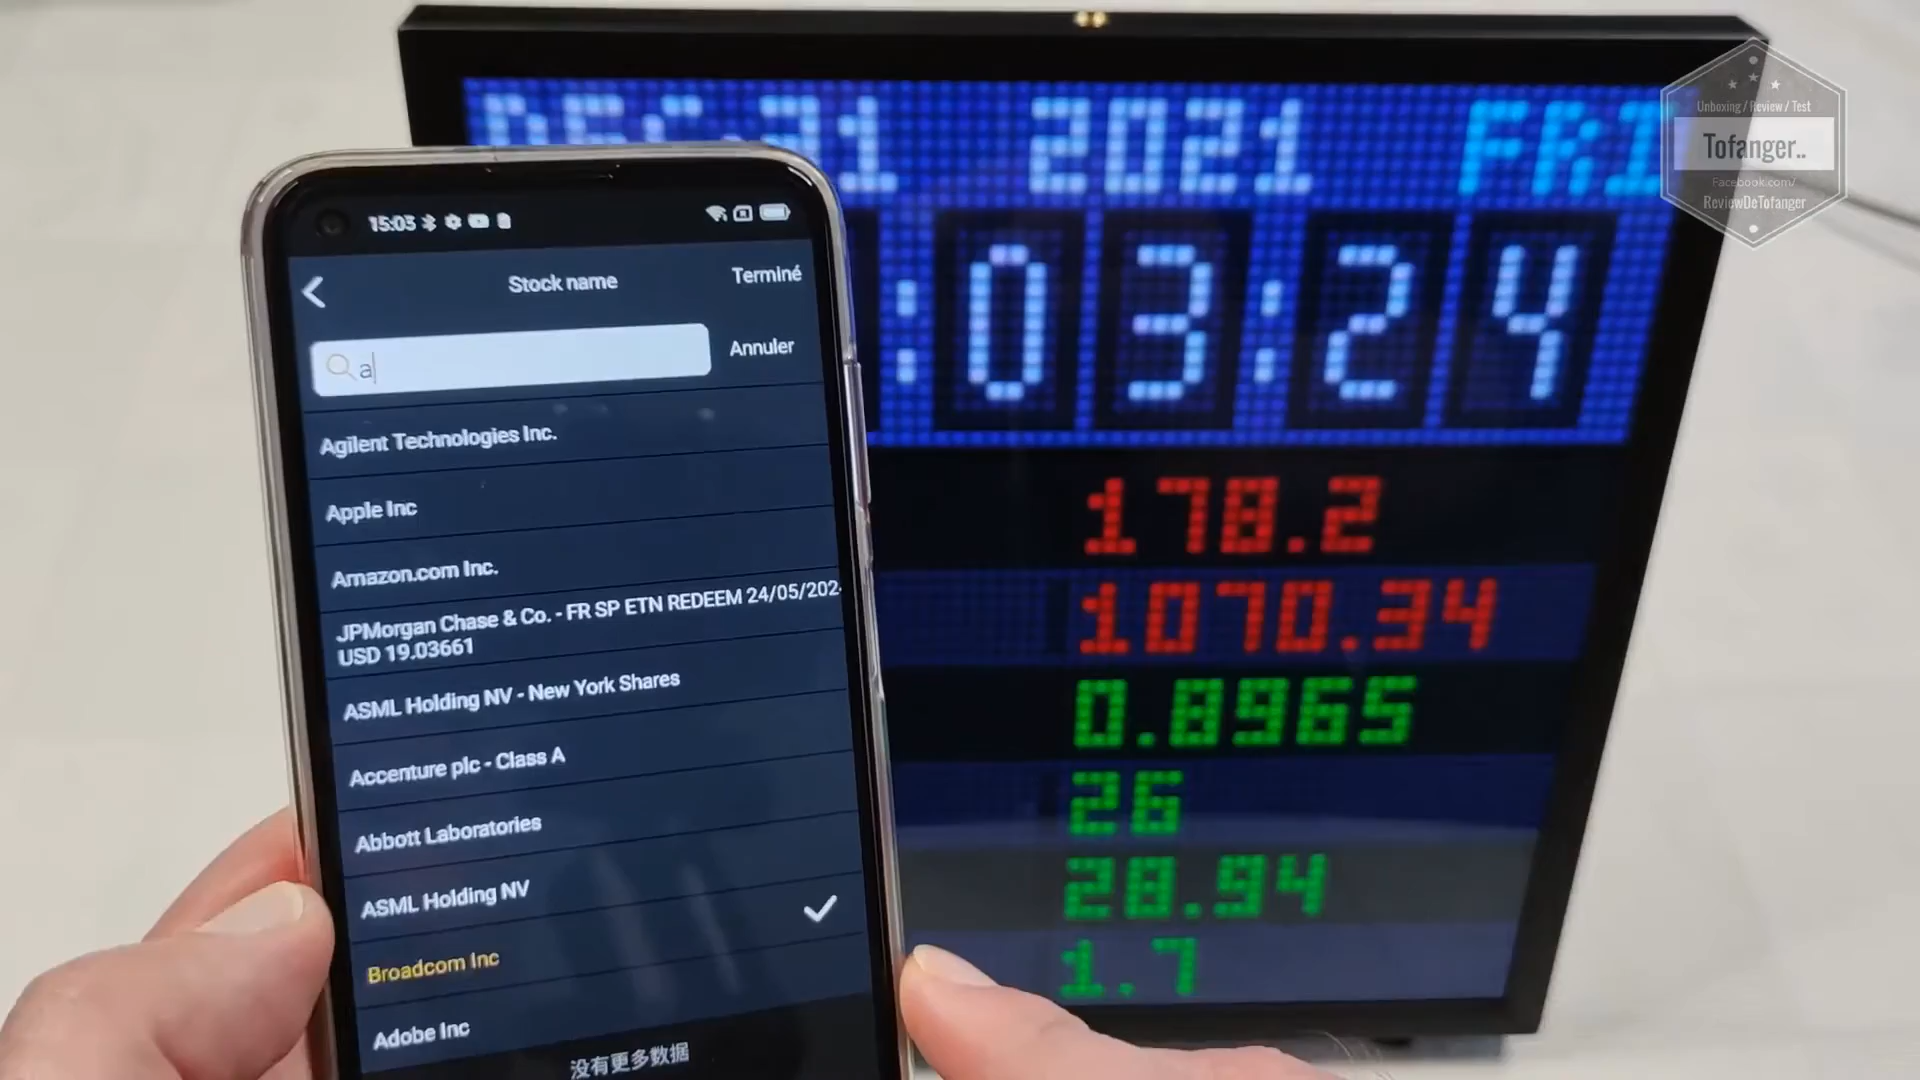 DEC.31 2021 FRI
Unboxing / Review / Test
Tofanger..
Facebook.com/
ReviewDeTofanger
:03:24
178.2
1070.34
0.8965
26
28.94
1.7
15:03
Stock name
Terminé
a
Annuler
Agilent Technologies Inc.
Apple Inc
Amazon.com Inc.
JPMorgan Chase & Co. - FR SP ETN REDEEM 24/05/202
USD 19.03661
ASML Holding NV - New York Shares
Accenture plc - Class A
Abbott Laboratories
ASML Holding NV
Broadcom Inc
Adobe Inc
没有更多数据